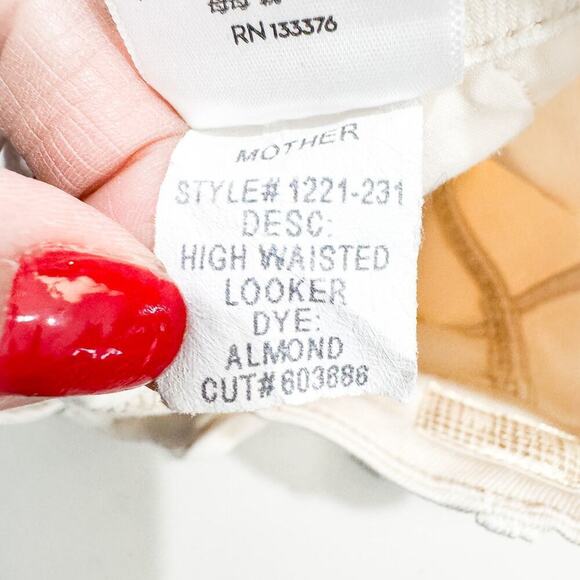 RN 133376
MOTHER
STYLE# 1221-231
DESC:
HIGH WAISTED
LOOKER
DYE:
ALMOND
CUT# 603886